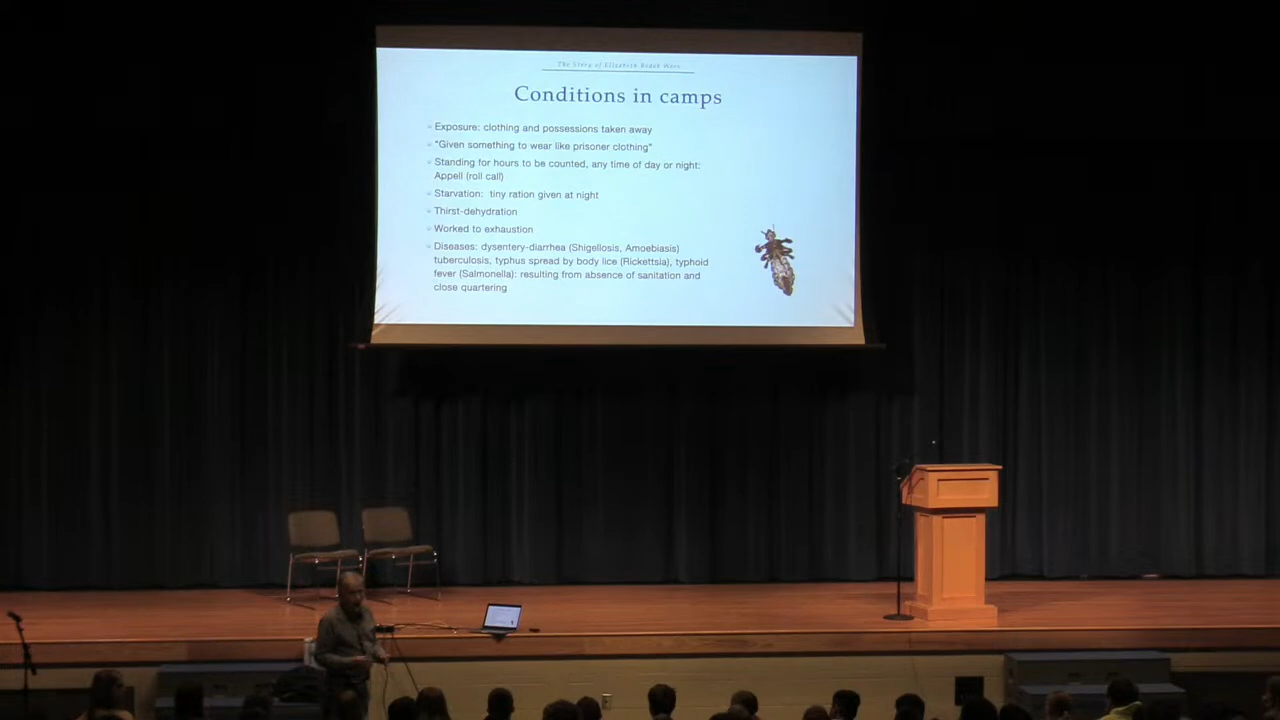 The Story of Elizabeth
Conditions in camps
Exposure: clothing and possessions taken away
"Given something to wear like prisoner clothing"
Standing for hours to be counted, any time of day or night:
Appell (roll call)
Starvation: tiny ration given at night
Thirst-dehydration
Worked to exhaustion
Diseases: dysentery-diarrhea (Shigellosis, Amoebiasis)
tuberculosis, typhus spread by body lice (Rickettsia), typhoid
fever (Salmonella): resulting from absence of sanitation and
close quartering